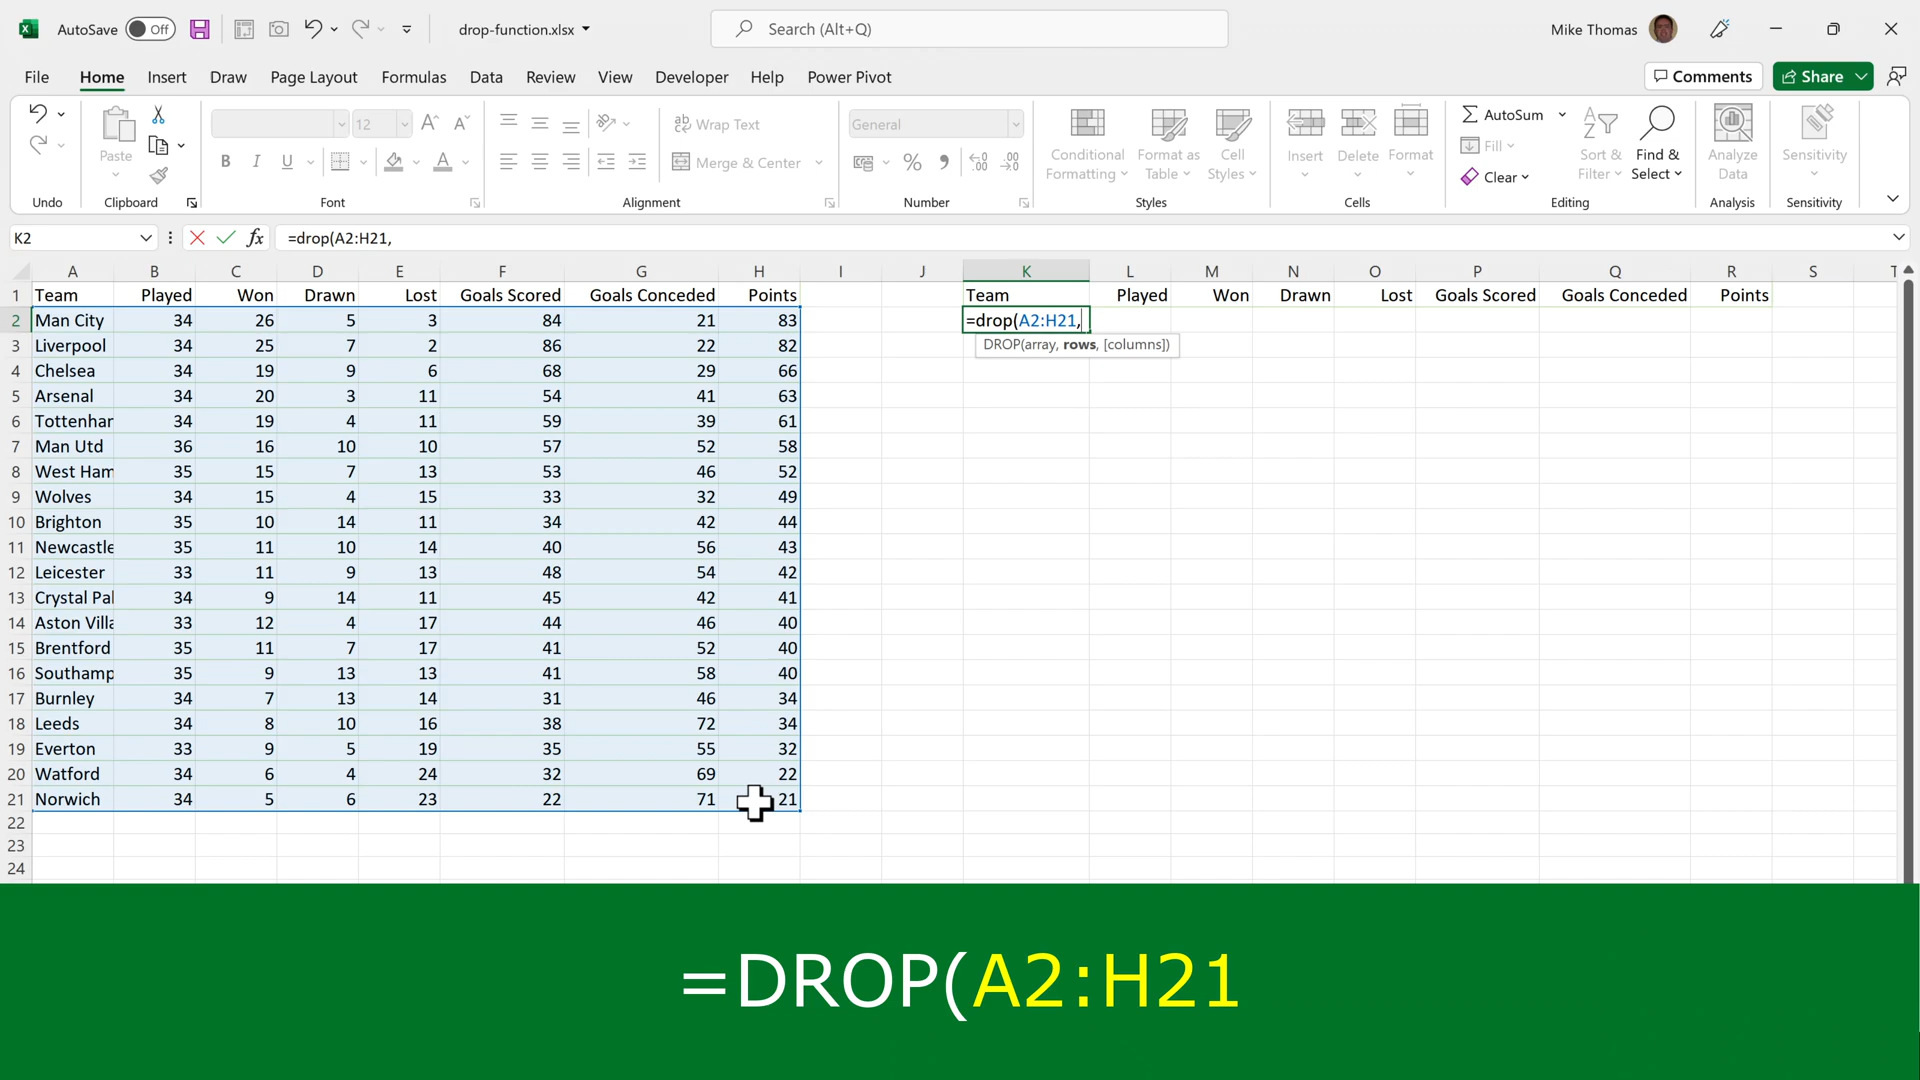 AutoSave Off drop-function.xlsx Search (Alt+Q) Mike Thomas
File Home Insert Draw Page Layout Formulas Data Review View Developer Help Power Pivot Comments Share
12 General AutoSum
ab Wrap Text Fill
Paste Merge & Center Conditional Formatting Format as Table Cell Styles Insert Delete Format Clear Sort & Filter Find & Select Analyze Data Sensitivity
B I U A % 9
Undo Clipboard Font Alignment Number Styles Cells Editing Analysis Sensitivity
K2 fx =drop(A2:H21,
A B C D E F G H I J K L M N O P Q R S T
1 Team Played Won Drawn Lost Goals Scored Goals Conceded Points Team Played Won Drawn Lost Goals Scored Goals Conceded Points
2 Man City 34 26 5 3 84 21 83 =drop(A2:H21,
3 Liverpool 34 25 7 2 86 22 82 DROP(array, rows, [columns])
4 Chelsea 34 19 9 6 68 29 66
5 Arsenal 34 20 3 11 54 41 63
6 Tottenhar 34 19 4 11 59 39 61
7 Man Utd 36 16 10 10 57 52 58
8 West Ham 35 15 7 13 53 46 52
9 Wolves 34 15 4 15 33 32 49
10 Brighton 35 10 14 11 34 42 44
11 Newcastle 35 11 10 14 40 56 43
12 Leicester 33 11 9 13 48 54 42
13 Crystal Pal 34 9 14 11 45 42 41
14 Aston Villa 33 12 4 17 44 46 40
15 Brentford 35 11 7 17 41 52 40
16 Southamp 35 9 13 13 41 58 40
17 Burnley 34 7 13 14 31 46 34
18 Leeds 34 8 10 16 38 72 34
19 Everton 33 9 5 19 35 55 32
20 Watford 34 6 4 24 32 69 22
21 Norwich 34 5 6 23 22 71 21
22
23
24
=DROP(A2:H21